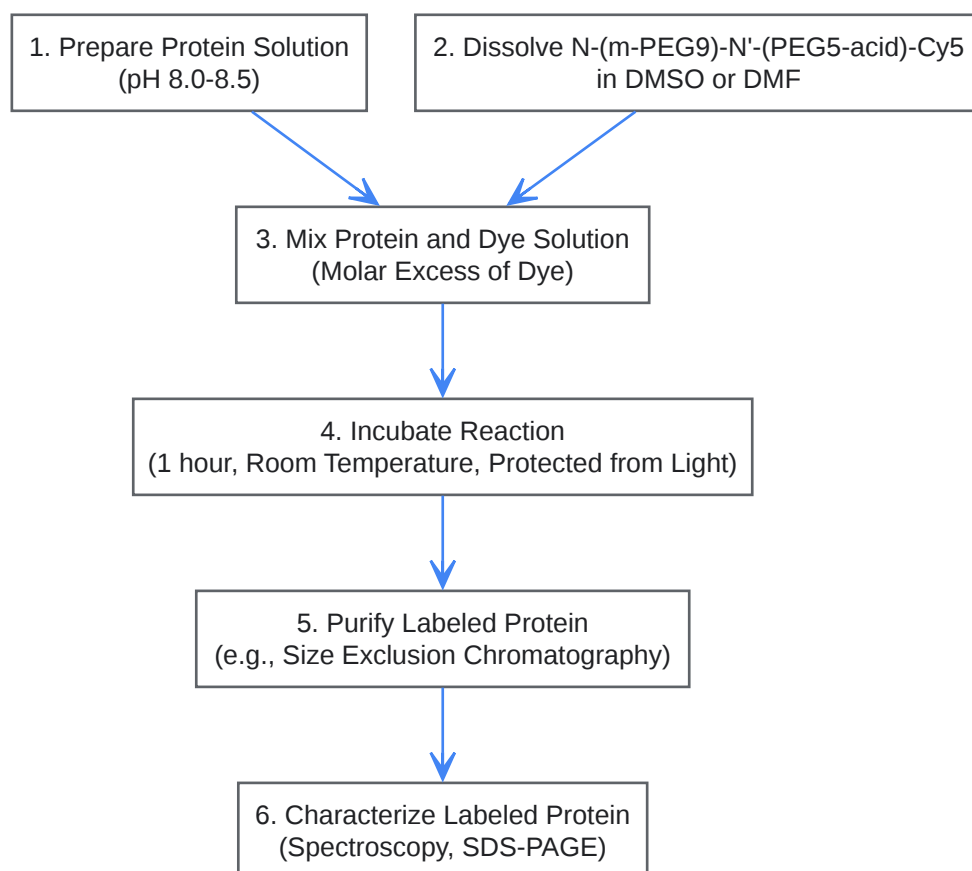 1. Prepare Protein Solution
(pH 8.0-8.5)
2. Dissolve N-(m-PEG9)-N'-(PEG5-acid)-Cy5
in DMSO or DMF
3. Mix Protein and Dye Solution
(Molar Excess of Dye)
4. Incubate Reaction
(1 hour, Room Temperature, Protected from Light)
5. Purify Labeled Protein
(e.g., Size Exclusion Chromatography)
6. Characterize Labeled Protein
(Spectroscopy, SDS-PAGE)